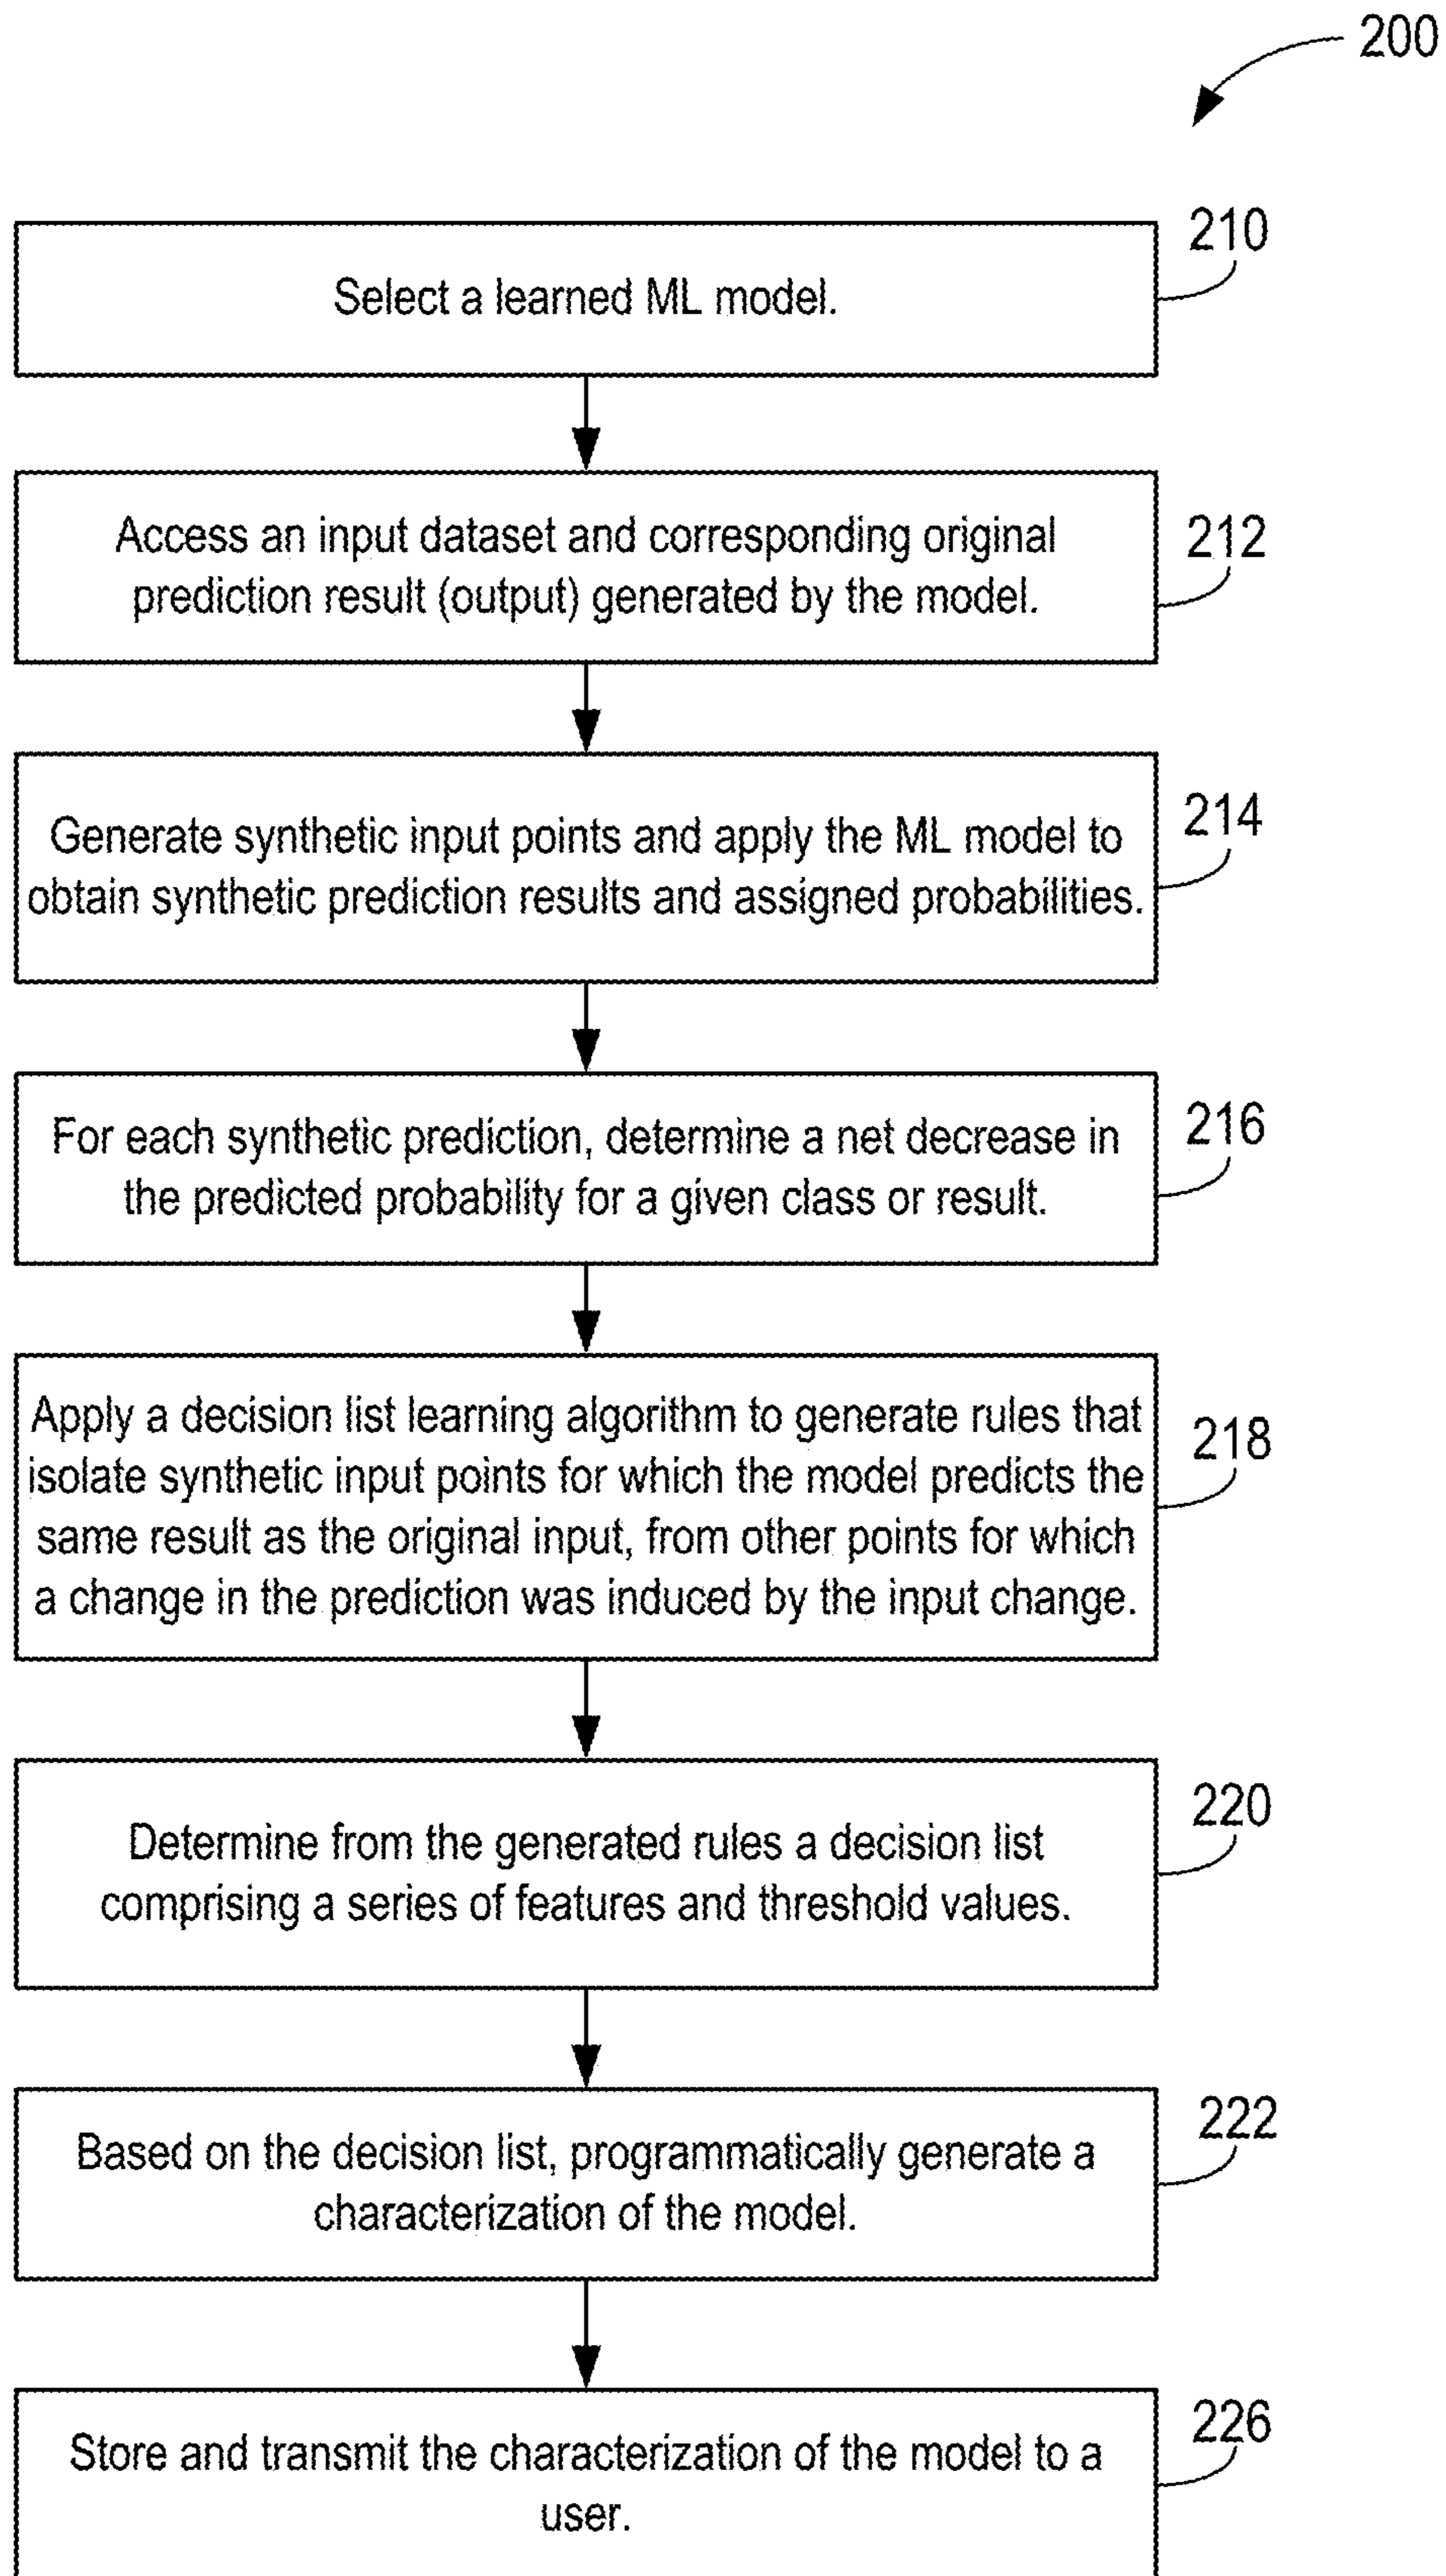 200
210
Select a learned ML model.
212
Access an input dataset and corresponding original
prediction result (output) generated by the model.
214
Generate synthetic input points and apply the ML model to
obtain synthetic prediction results and assigned probabilities.
216
For each synthetic prediction, determine a net decrease in
the predicted probability for a given class or result.
218
Apply a decision list learning algorithm to generate rules that
isolate synthetic input points for which the model predicts the
same result as the original input, from other points for which
a change in the prediction was induced by the input change.
220
Determine from the generated rules a decision list
comprising a series of features and threshold values.
222
Based on the decision list, programmatically generate a
characterization of the model.
226
Store and transmit the characterization of the model to a
user.